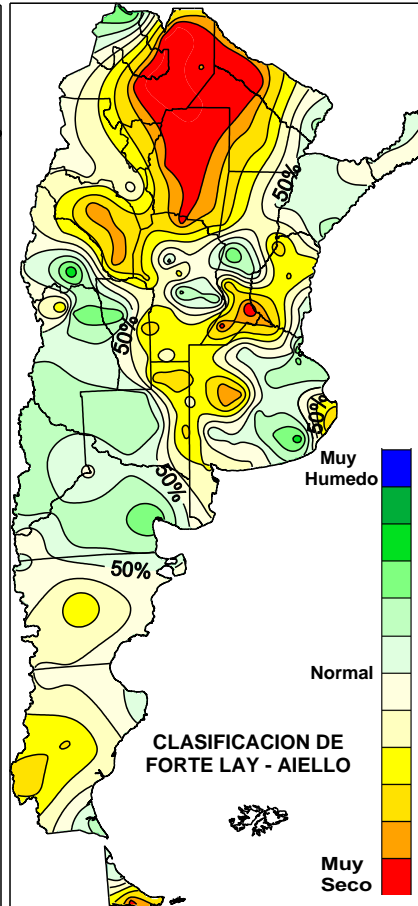 50%
50%
50%
50%
50%
Muy
Humedo
Normal
CLASIFICACION DE
FORTE LAY - AIELLO
Muy
Seco